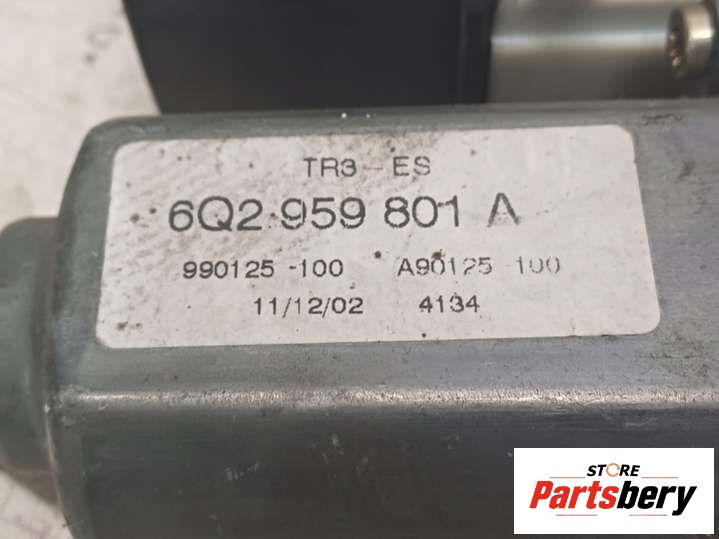 TR3 - ES
6Q2 959 801 A
990125 -100 A90125 -100
11/12/02 4134
STORE
Partsbery